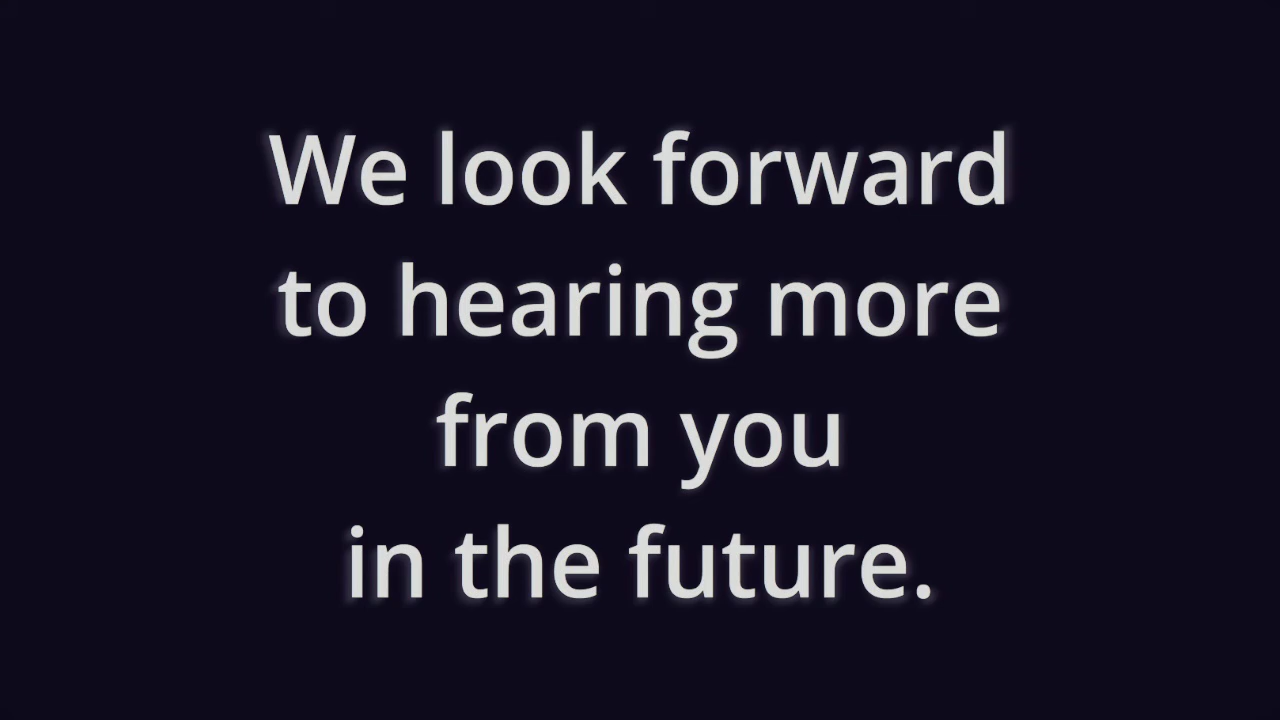 We look forward
to hearing more
from you
in the future.